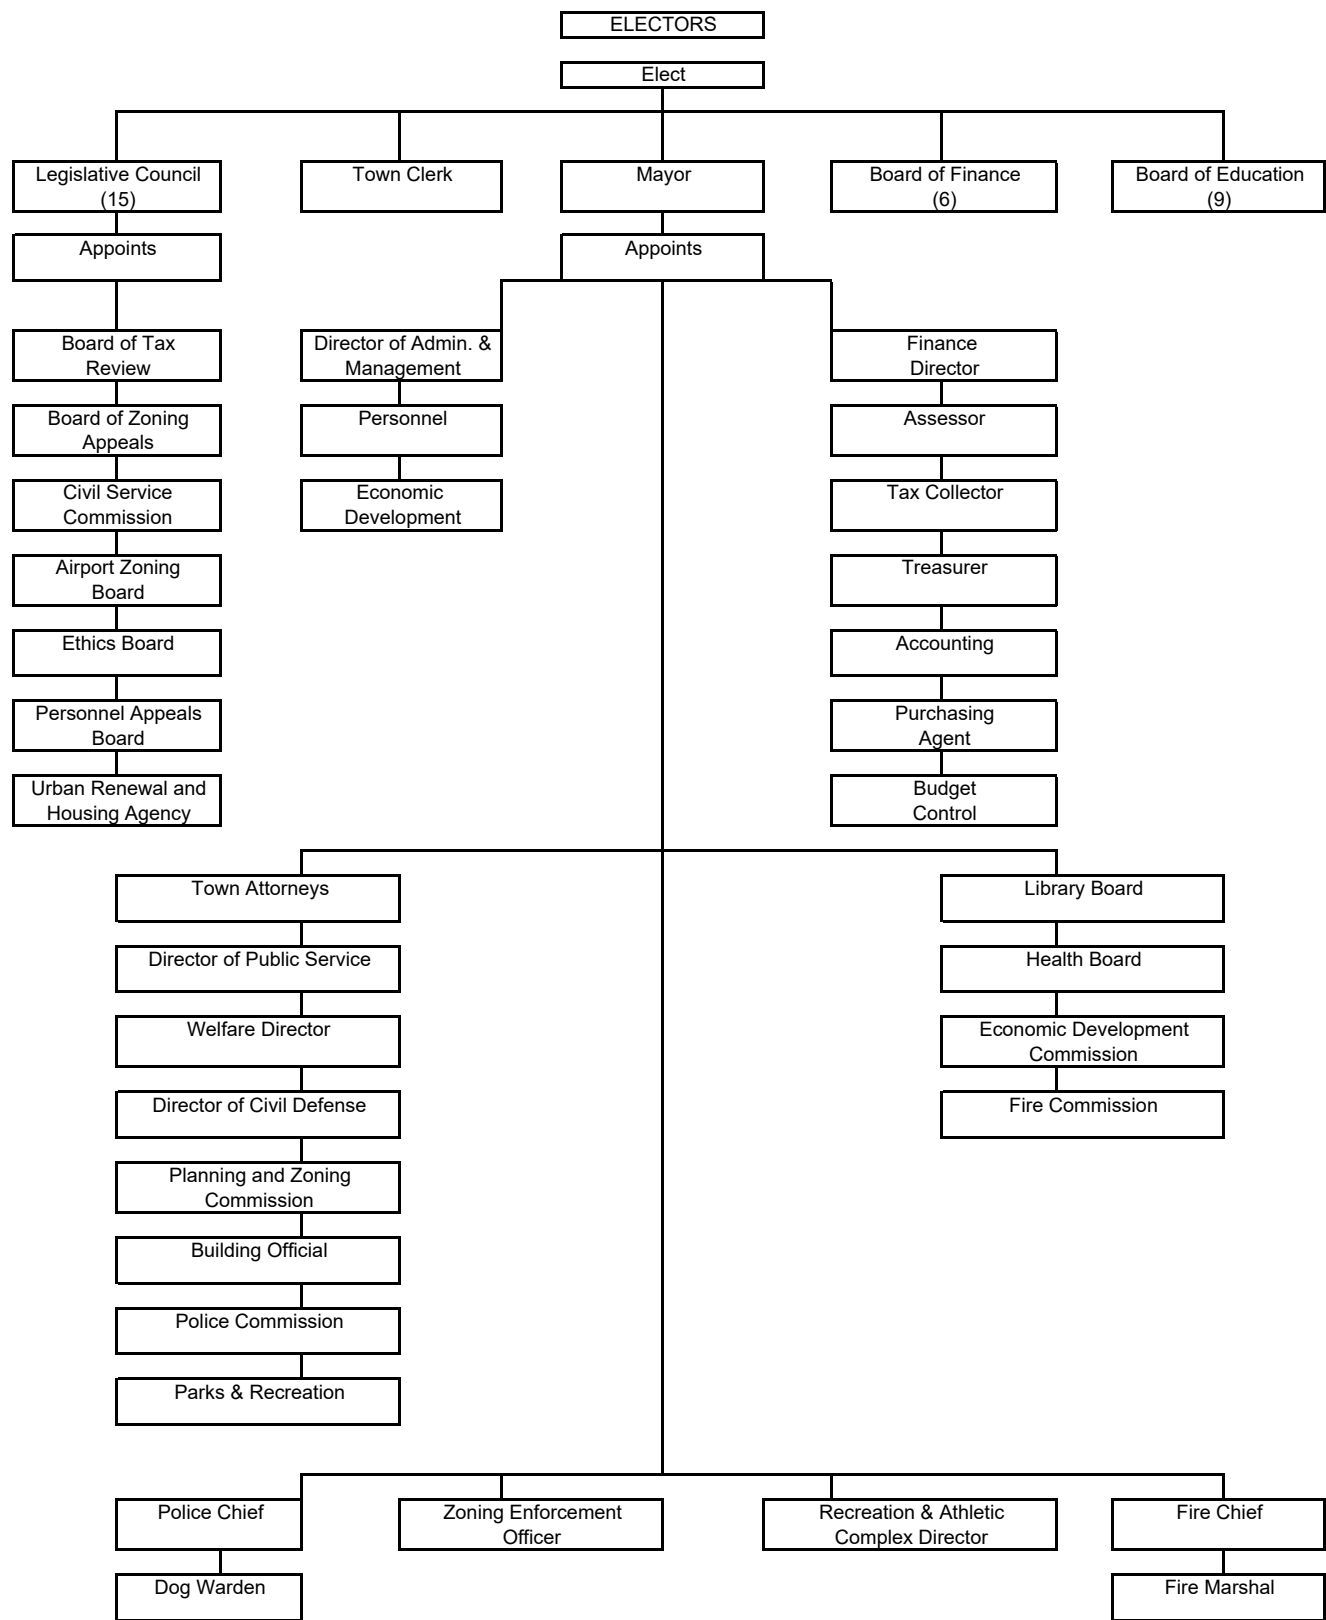 ELECTORS
Elect
Legislative Council
(15)
Town Clerk
Mayor
Board of Finance
(6)
Board of Education
(9)
Appoints
Appoints
Board of Tax
Review
Director of Admin. &
Management
Finance
Director
Board of Zoning
Appeals
Personnel
Assessor
Civil Service
Commission
Economic
Development
Tax Collector
Airport Zoning
Board
Treasurer
Ethics Board
Accounting
Personnel Appeals
Board
Purchasing
Agent
Urban Renewal and
Housing Agency
Budget
Control
Town Attorneys
Library Board
Director of Public Service
Health Board
Welfare Director
Economic Development
Commission
Director of Civil Defense
Fire Commission
Planning and Zoning
Commission
Building Official
Police Commission
Parks & Recreation
Police Chief
Zoning Enforcement
Officer
Recreation & Athletic
Complex Director
Fire Chief
Dog Warden
Fire Marshal